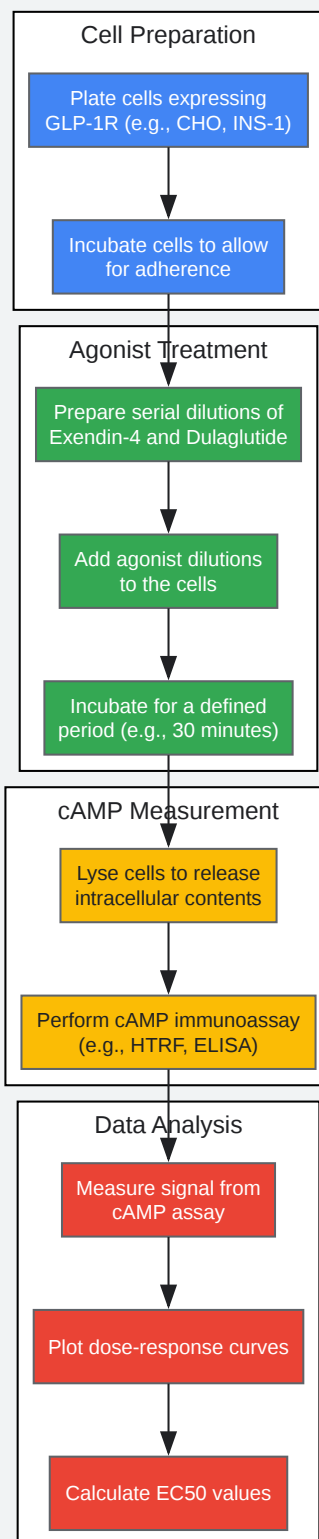 Cell Preparation
Plate cells expressing
GLP-1R (e.g., CHO, INS-1)
Incubate cells to allow
for adherence
Agonist Treatment
Prepare serial dilutions of
Exendin-4 and Dulaglutide
Add agonist dilutions
to the cells
Incubate for a defined
period (e.g., 30 minutes)
cAMP Measurement
Lyse cells to release
intracellular contents
Perform cAMP immunoassay
(e.g., HTRF, ELISA)
Data Analysis
Measure signal from
cAMP assay
Plot dose-response curves
Calculate EC50 values